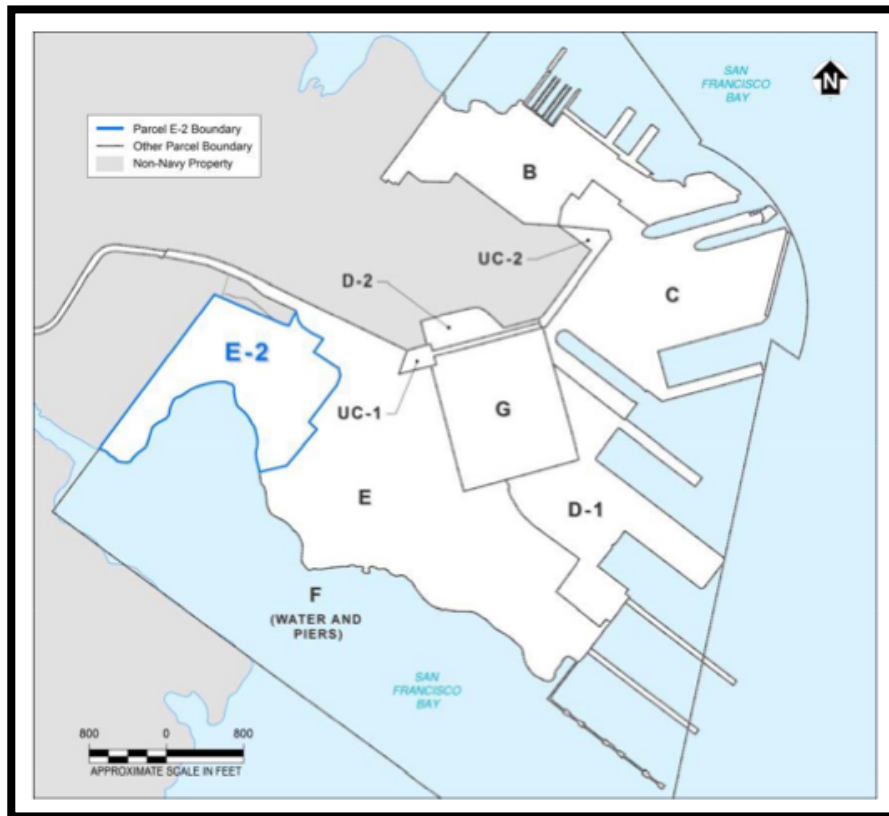 SAN
FRANCISCO
BAY
N
Parcel E-2 Boundary
Other Parcel Boundary
Non-Navy Property
B
UC-2
D-2
C
E-2
UC-1
G
E
D-1
F
(WATER AND
PIERS)
SAN
FRANCISCO
BAY
800 0 800
APPROXIMATE SCALE IN FEET